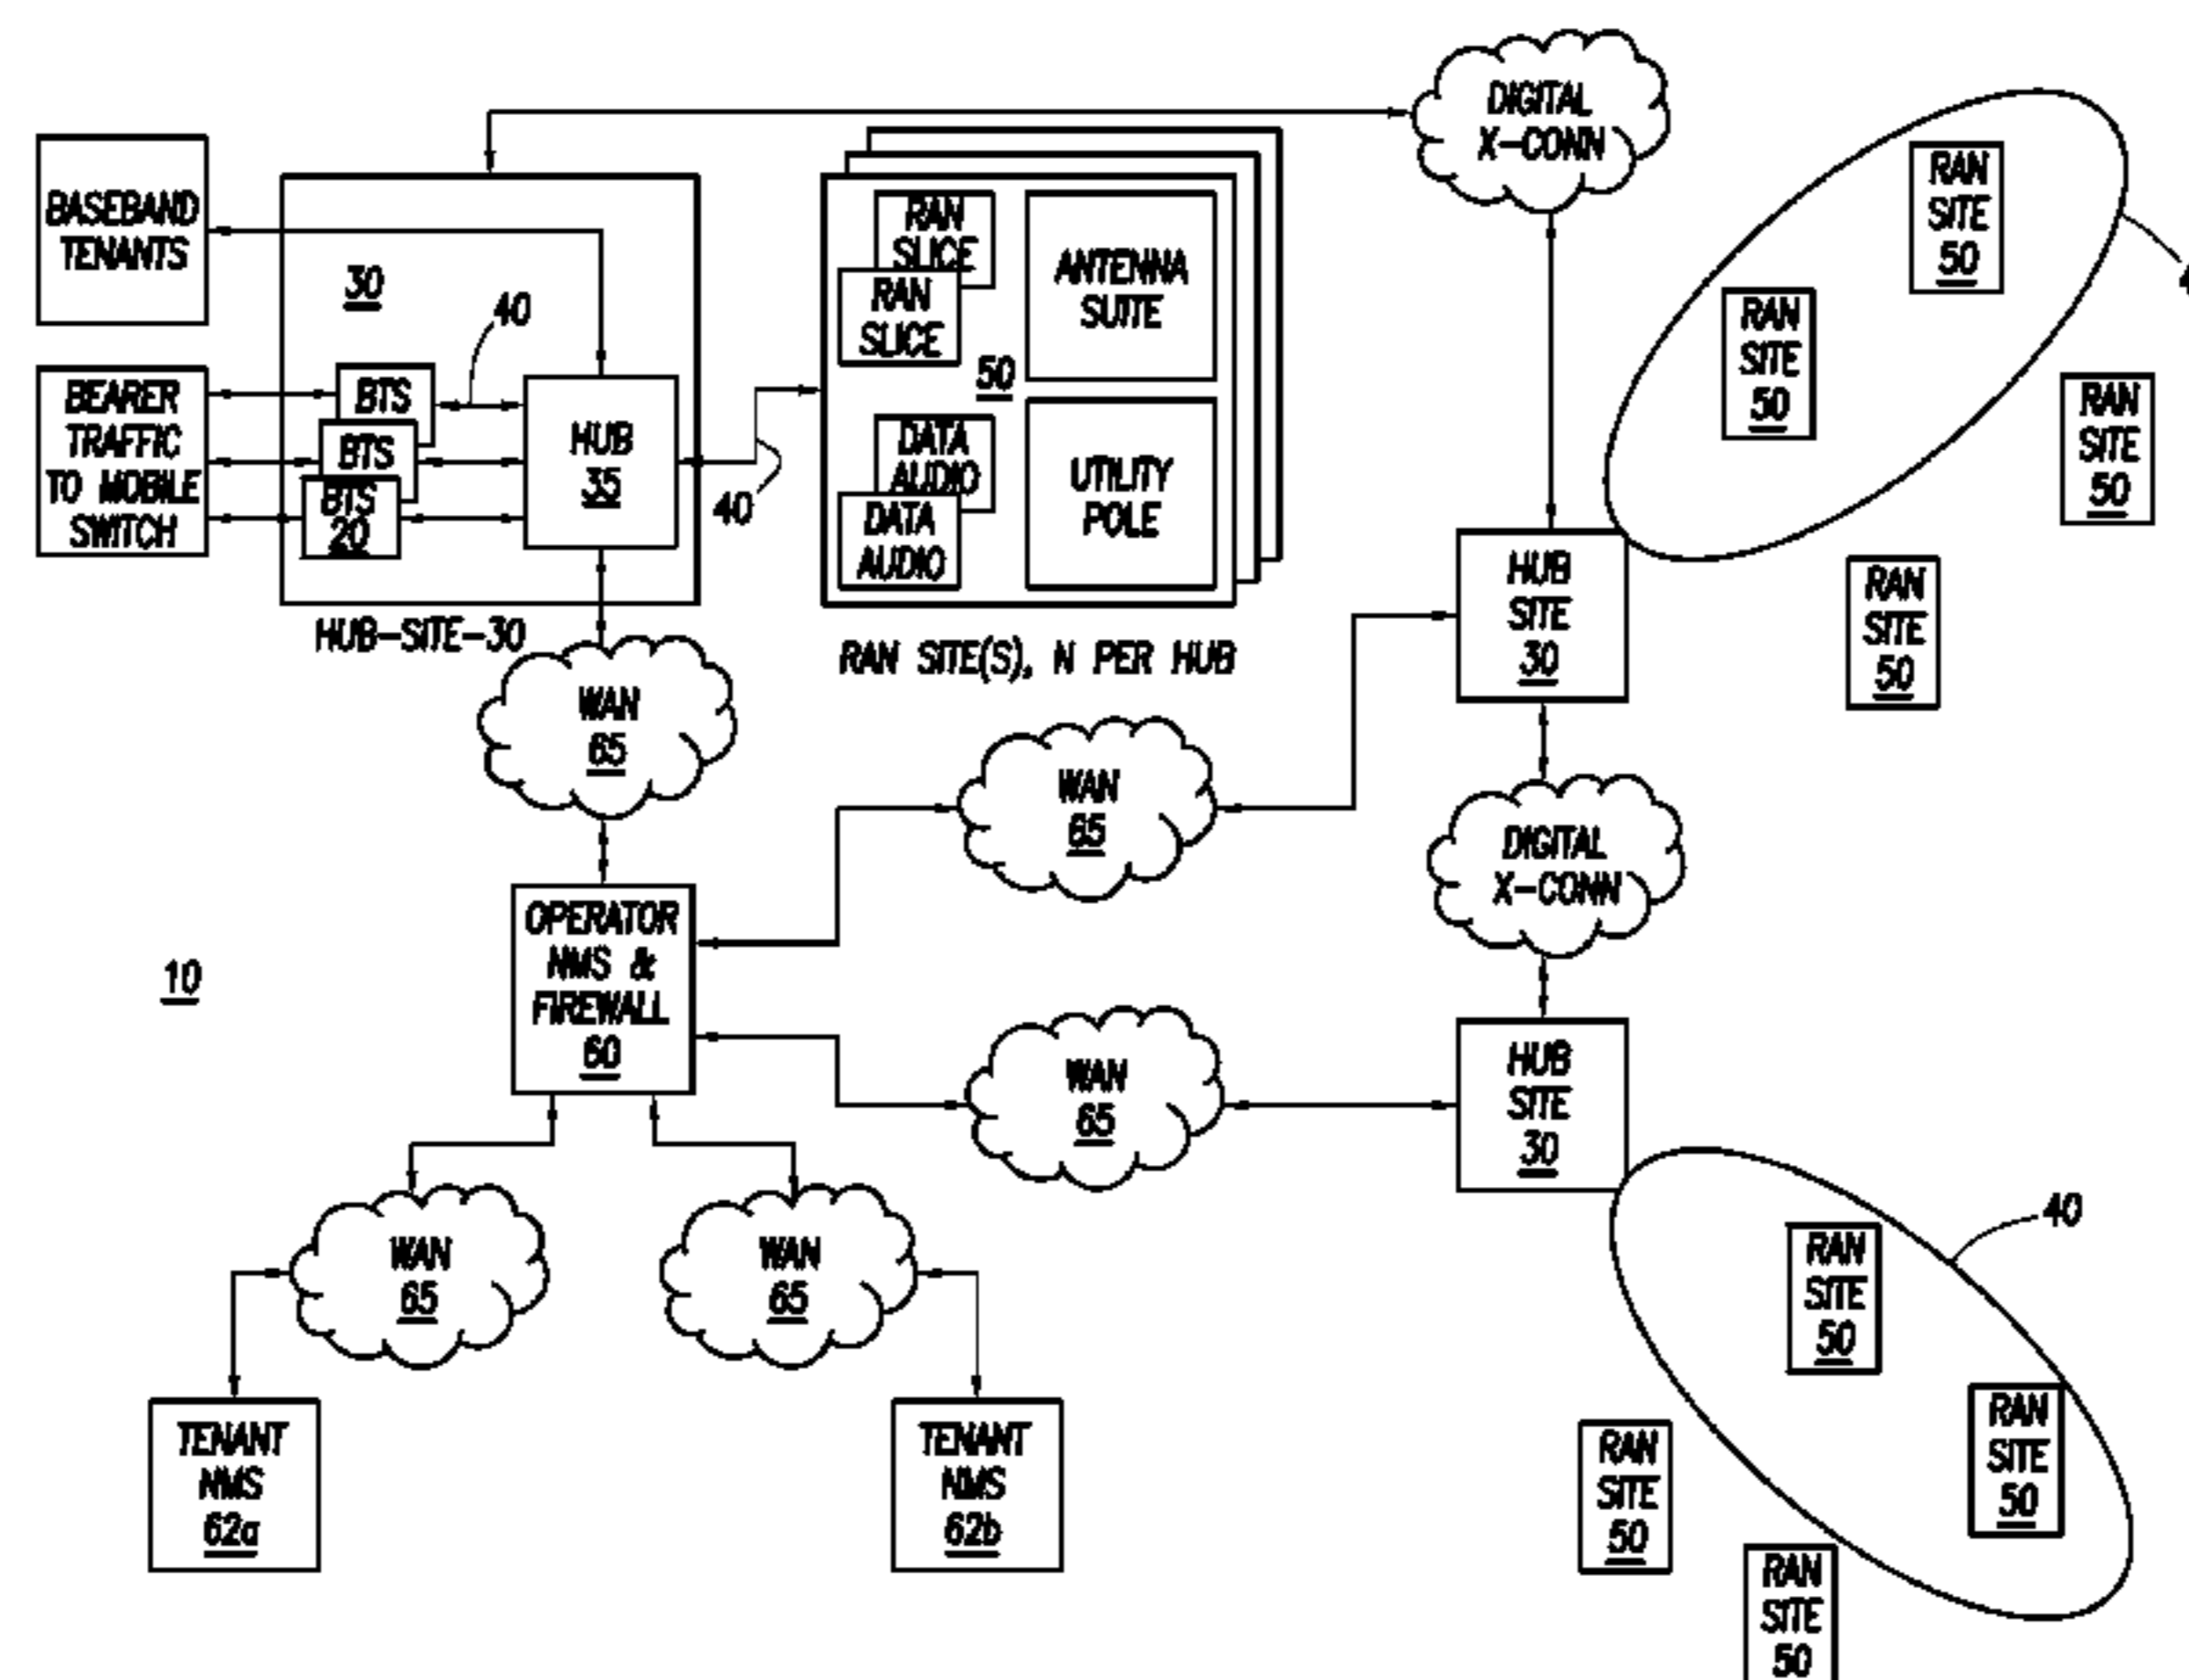 DIGITAL
X-CONN
BASEBAND
TENANTS
30
40
BEARER
TRAFFIC
TO MOBILE
SWITCH
BTS
BTS
BTS
20
HUB
35
HUB-SITE-30
40
RAN
SLICE
RAN
SLICE
50
DATA
AUDIO
DATA
AUDIO
ANTENNA
SUITE
UTILITY
POLE
RAN SITE(S), N PER HUB
RAN
SITE
50
RAN
SITE
50
RAN
SITE
50
RAN
SITE
50
HUB
SITE
30
WAN
65
WAN
65
DIGITAL
X-CONN
OPERATOR
NMS &
FIREWALL
60
10
WAN
65
HUB
SITE
30
WAN
65
WAN
65
40
RAN
SITE
50
RAN
SITE
50
RAN
SITE
50
RAN
SITE
50
TENANT
NMS
62a
TENANT
NMS
62b